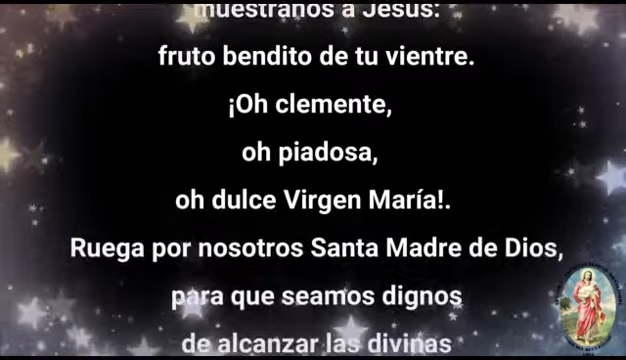 muéstranos a Jesús:
fruto bendito de tu vientre.
¡Oh clemente,
oh piadosa,
oh dulce Virgen María!.
Ruega por nosotros Santa Madre de Dios,
para que seamos dignos
de alcanzar las divinas